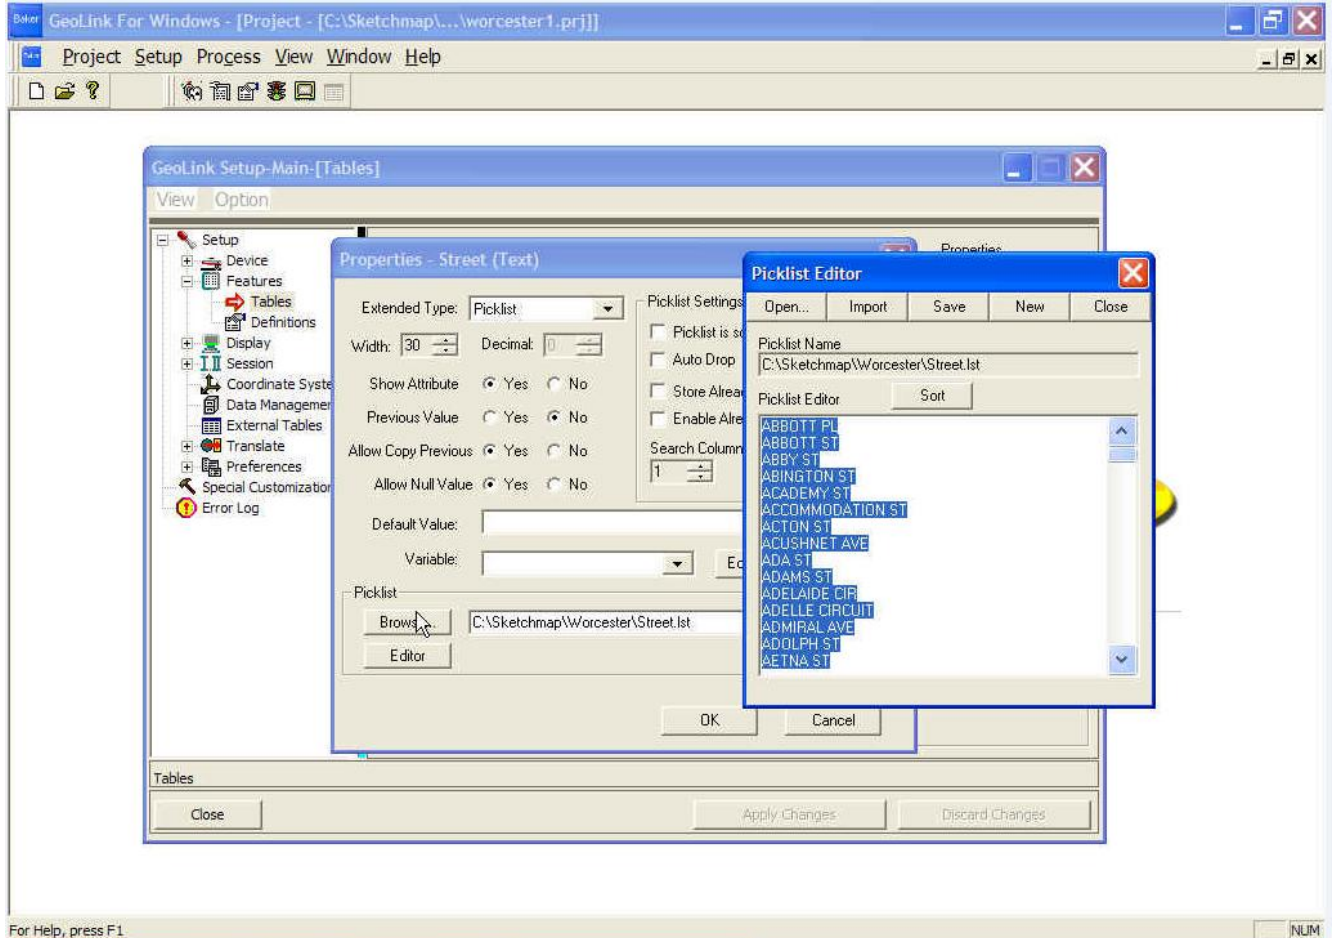 Baker GeoLink For Windows - [Project - [C:\Sketchmap\...\worcester1.prj]]
Project Setup Process View Window Help
GeoLink Setup-Main-[Tables]
View Option
Setup
Device
Features
Tables
Definitions
Display
Session
Coordinate Syste
Data Managemer
External Tables
Translate
Preferences
Special Customization
Error Log
Properties
Properties - Street (Text)
Extended Type: Picklist
Width: 30 Decimal: 0
Show Attribute Yes No
Previous Value Yes No
Allow Copy Previous Yes No
Allow Null Value Yes No
Default Value:
Variable:
Picklist
C:\Sketchmap\Worcester\Street.lst
Editor
OK Cancel
Picklist Settings
Picklist is so
Auto Drop
Store Alrea
Enable Alre
Search Column
1
Picklist Editor
Open... Import Save New Close
Picklist Name
C:\Sketchmap\Worcester\Street.lst
Picklist Editor Sort
ABBOTT PL
ABBOTT ST
ABBY ST
ABINGTON ST
ACADEMY ST
ACCOMMODATION ST
ACTON ST
ACUSHNET AVE
ADA ST
ADAMS ST
ADELAIDE CIR
ADELLE CIRCUIT
ADMIRAL AVE
ADOLPH ST
AETNA ST
Tables
Close Apply Changes Discard Changes
For Help, press F1 NUM